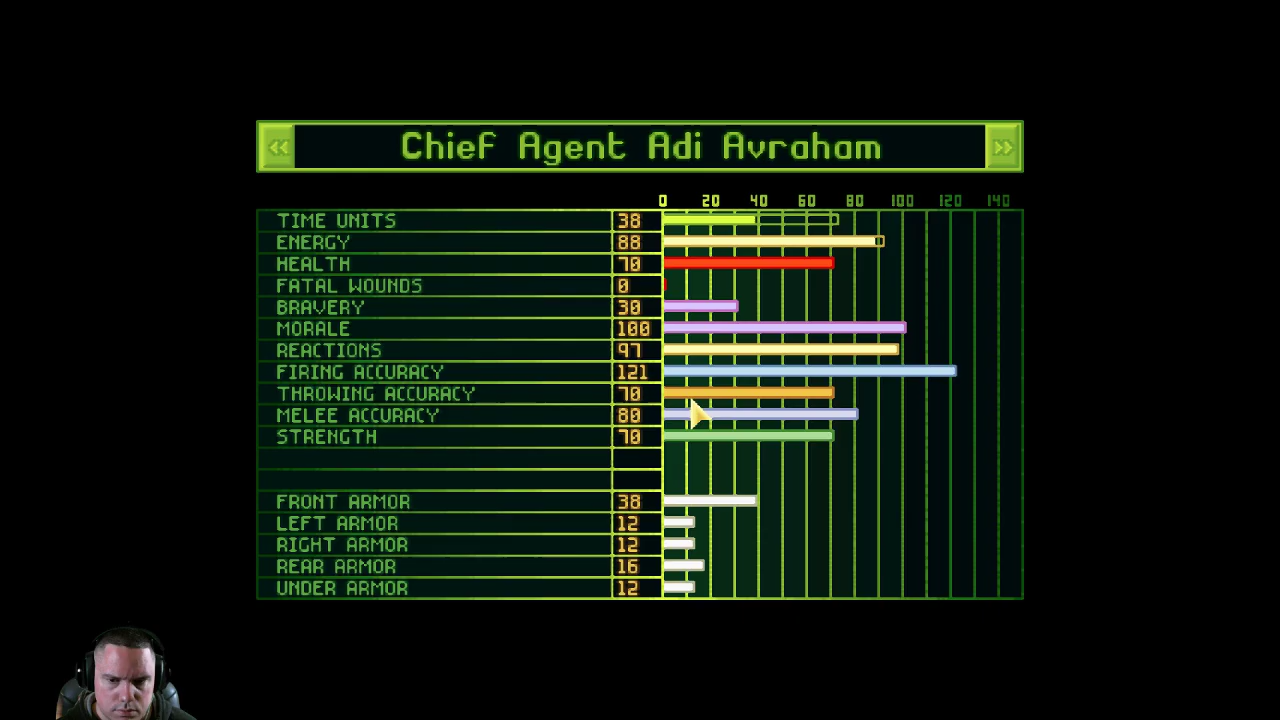 Chief Agent Adi Avraham
0 20 40 60 80 100 120 140
TIME UNITS 38
ENERGY 88
HEALTH 70
FATAL WOUNDS 0
BRAVERY 30
MORALE 100
REACTIONS 97
FIRING ACCURACY 121
THROWING ACCURACY 70
MELEE ACCURACY 80
STRENGTH 70
FRONT ARMOR 38
LEFT ARMOR 12
RIGHT ARMOR 12
REAR ARMOR 16
UNDER ARMOR 12